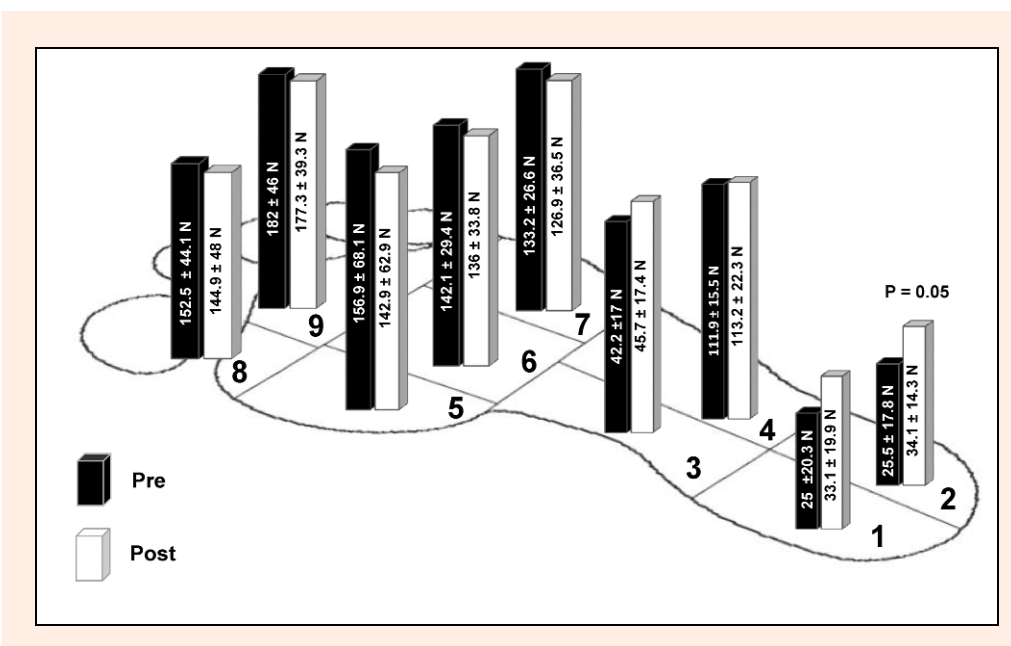 182 ± 46 N
177.3 ± 39.3 N
133.2 ± 26.6 N
126.9 ± 36.5 N
152.5 ± 44.1 N
144.9 ± 48 N
156.9 ± 68.1 N
142.9 ± 62.9 N
142.1 ± 29.4 N
136 ± 33.8 N
42.2 ±17 N
45.7 ± 17.4 N
111.9 ± 15.5 N
113.2 ± 22.3 N
P = 0.05
25.5 ± 17.8 N
34.1 ± 14.3 N
25 ±20.3 N
33.1 ± 19.9 N
9
7
8
6
5
4
3
2
1
Pre
Post